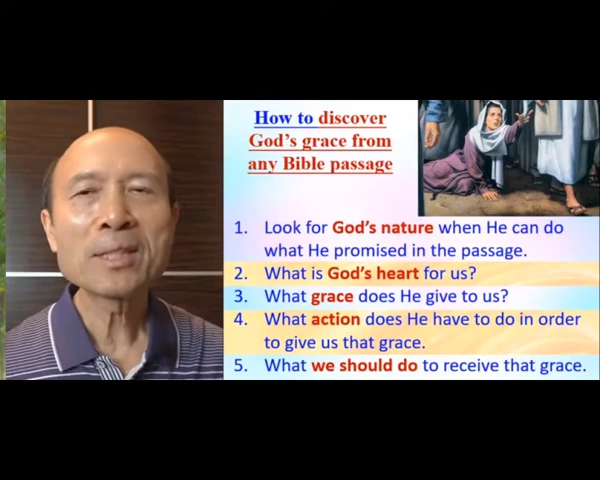 How to discover
God's grace from
any Bible passage
1. Look for God's nature when He can do
what He promised in the passage.
2. What is God's heart for us?
3. What grace does He give to us?
4. What action does He have to do in order
to give us that grace.
5. What we should do to receive that grace.